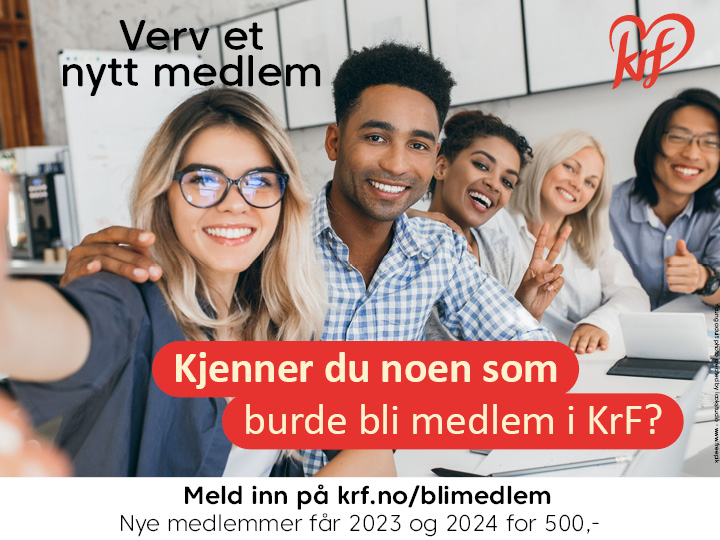 Verv et
nytt medlem
krf
Kjenner du noen som
burde bli medlem i KrF?
Meld inn på krf.no/blimedlem
Nye medlemmer får 2023 og 2024 for 500,-